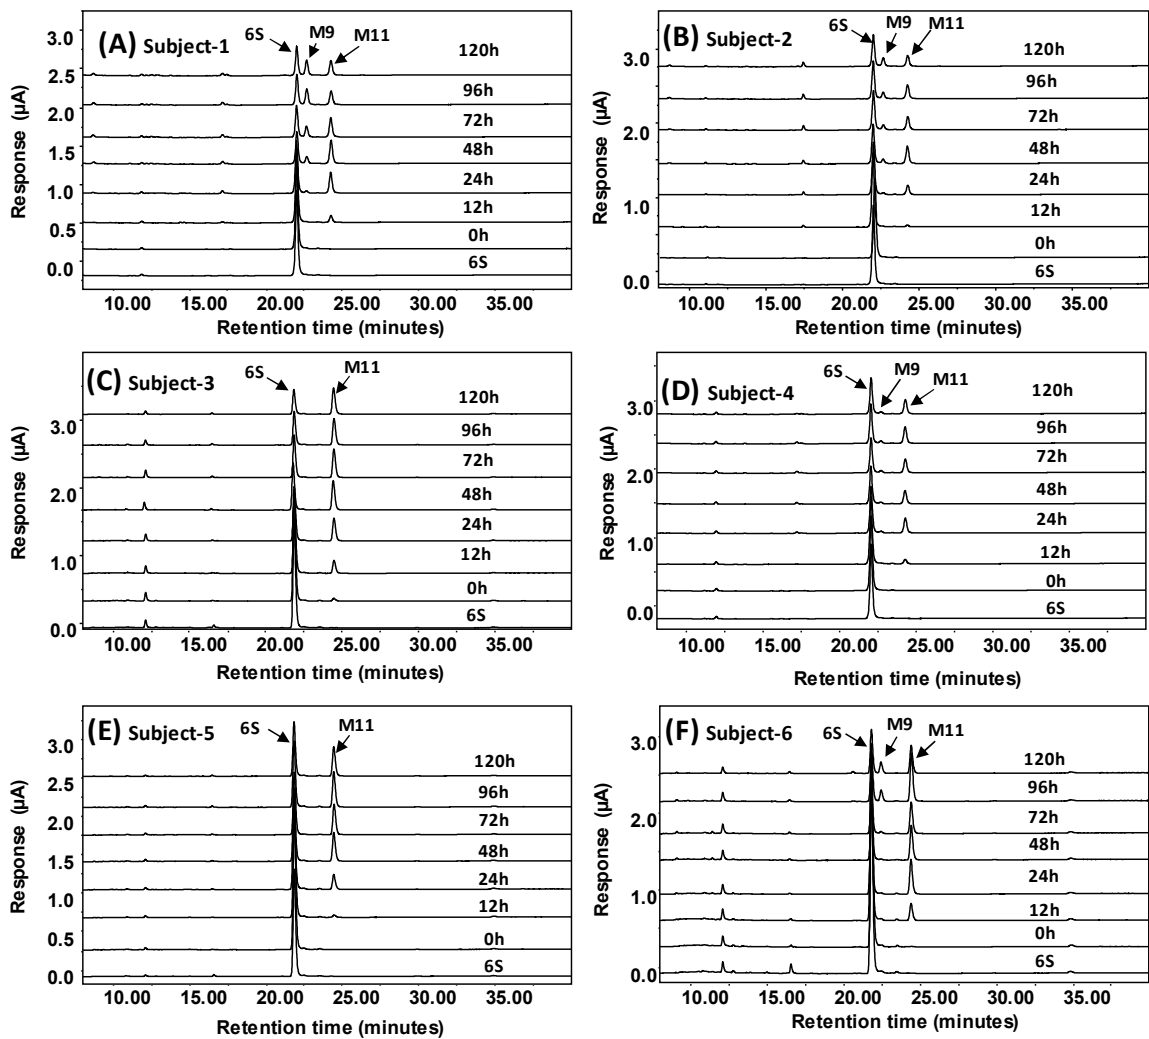 (A) Subject-1
6S
M9
M11
3.0
2.5
2.0
1.5
1.0
0.5
0.0
Response (µA)
120h
96h
72h
48h
24h
12h
0h
6S
10.00 15.00 20.00 25.00 30.00 35.00
Retention time (minutes)
(B) Subject-2
6S
M9
M11
3.0
2.0
1.0
0.0
Response (µA)
120h
96h
72h
48h
24h
12h
0h
6S
10.00 15.00 20.00 25.00 30.00 35.00
Retention time (minutes)
(C) Subject-3
6S
M11
3.0
2.0
1.0
0.0
Response (µA)
120h
96h
72h
48h
24h
12h
0h
6S
10.00 15.00 20.00 25.00 30.00 35.00
Retention time (minutes)
(D) Subject-4
6S
M9
M11
3.0
2.0
1.0
0.0
Response (µA)
120h
96h
72h
48h
24h
12h
0h
6S
10.00 15.00 20.00 25.00 30.00 35.00
Retention time (minutes)
(E) Subject-5
6S
M11
3.0
2.5
2.0
1.5
1.0
0.5
0.0
Response (µA)
120h
96h
72h
48h
24h
12h
0h
6S
10.00 15.00 20.00 25.00 30.00 35.00
Retention time (minutes)
(F) Subject-6
6S
M9
M11
3.0
2.0
1.0
0.0
Response (µA)
120h
96h
72h
48h
24h
12h
0h
6S
10.00 15.00 20.00 25.00 30.00 35.00
Retention time (minutes)